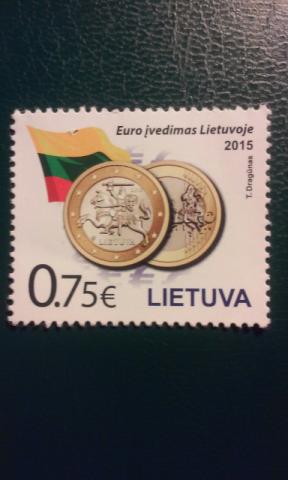 Euro įvedimas Lietuvoje
2015
T. Dragūnas
LIETUVA
0.75€ LIETUVA